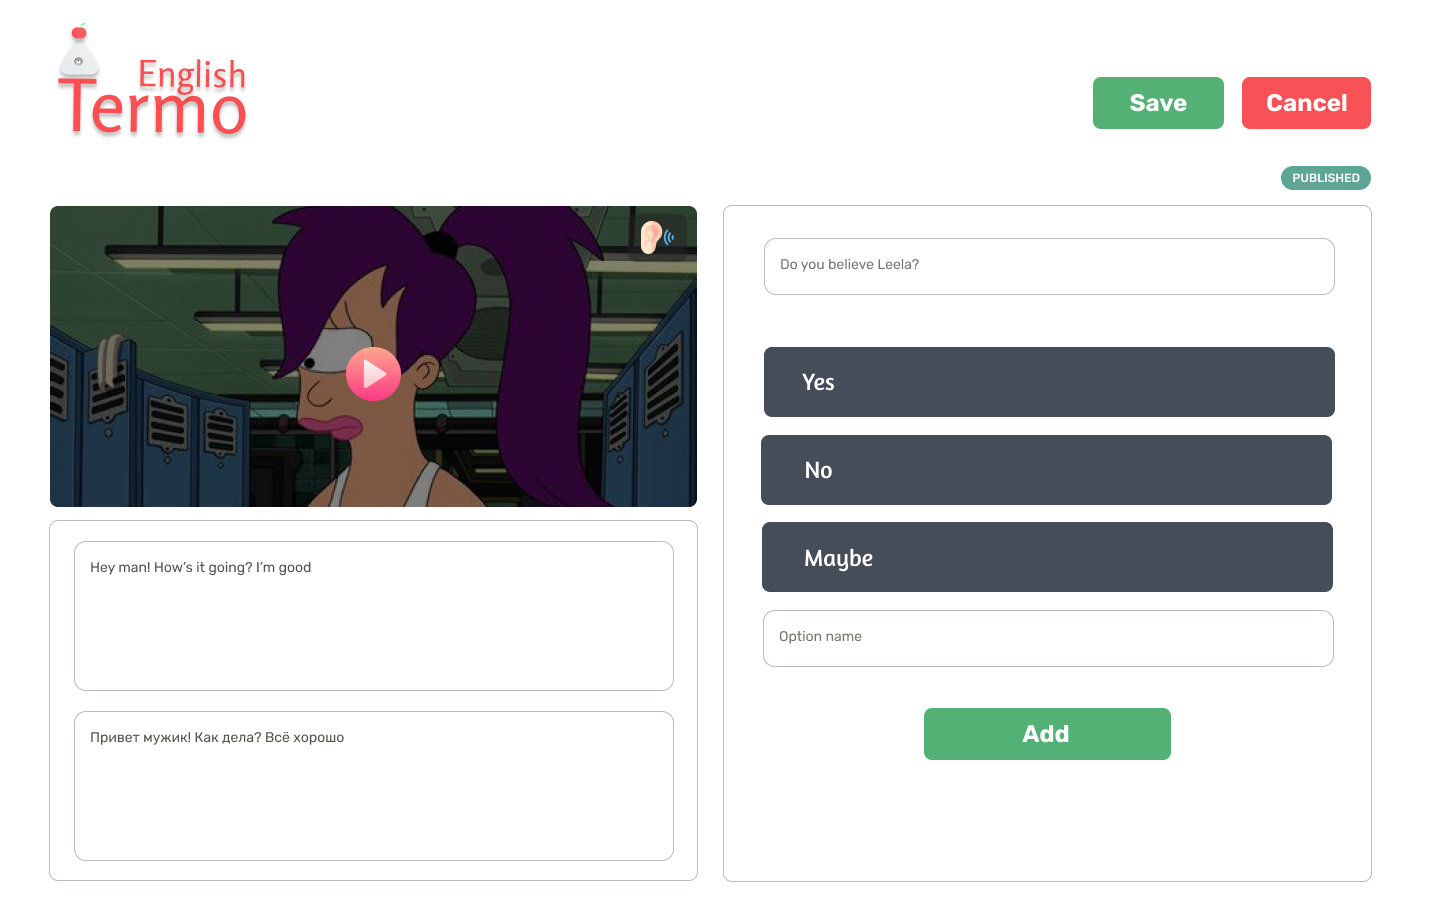 English
Termo
Save
Cancel
PUBLISHED
Do you believe Leela?
Yes
No
Maybe
Option name
Add
Hey man! How’s it going? I’m good
Привет мужик! Как дела? Всё хорошо